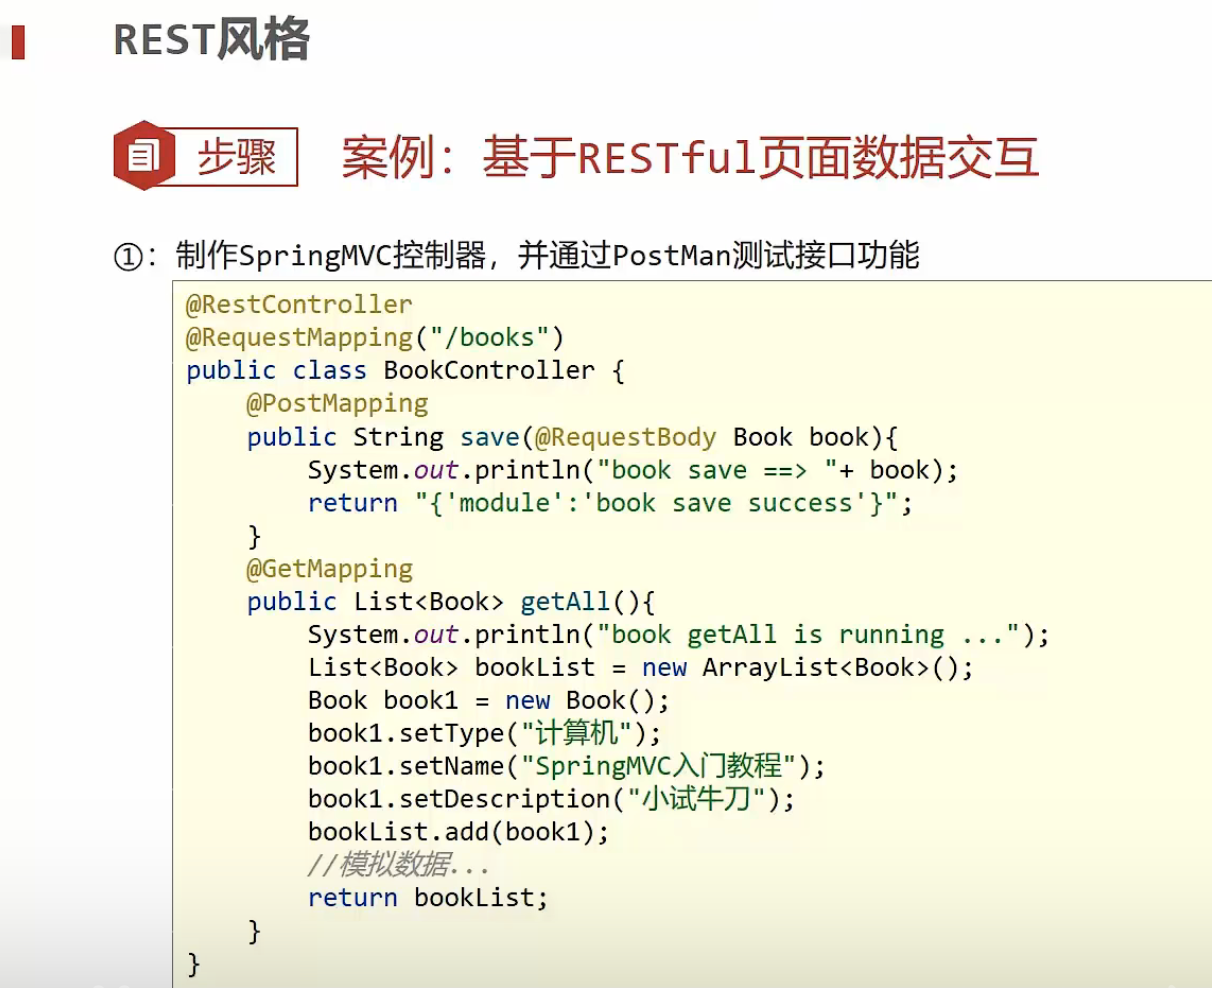 REST风格
步骤 案例：基于RESTful页面数据交互
①：制作SpringMVC控制器，并通过PostMan测试接口功能
@RestController
@RequestMapping("/books")
public class BookController {
    @PostMapping
    public String save(@RequestBody Book book){
        System.out.println("book save ==> "+ book);
        return "{'module':'book save success'}";
    }
    @GetMapping
    public List<Book> getAll(){
        System.out.println("book getAll is running ...");
        List<Book> bookList = new ArrayList<Book>();
        Book book1 = new Book();
        book1.setType("计算机");
        book1.setName("SpringMVC入门教程");
        book1.setDescription("小试牛刀");
        bookList.add(book1);
        //模拟数据...
        return bookList;
    }
}